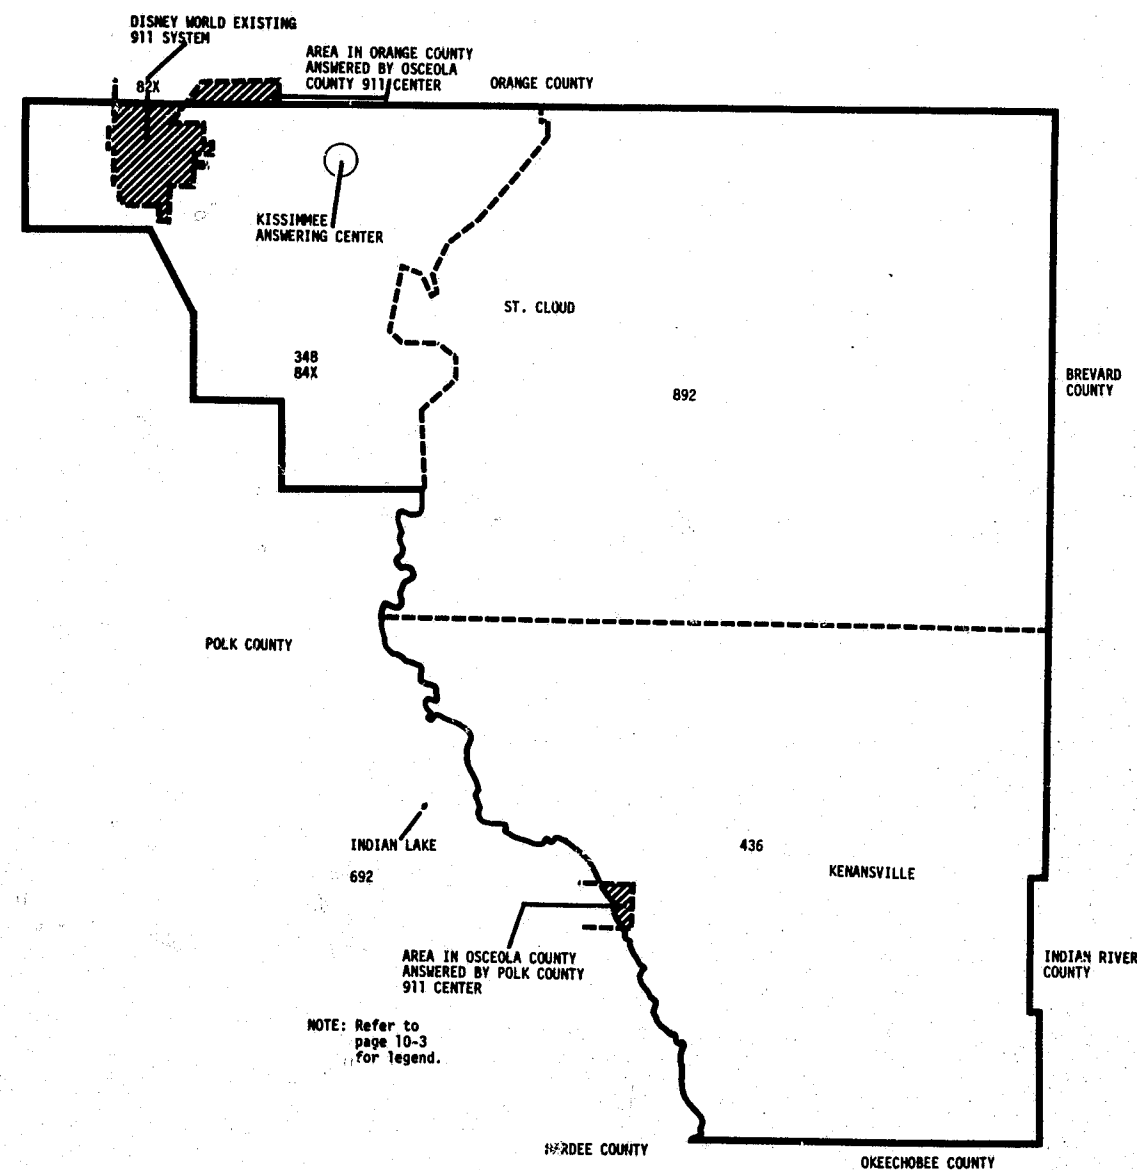 DISNEY WORLD EXISTING
911 SYSTEM
AREA IN ORANGE COUNTY
ANSWERED BY OSCEOLA
COUNTY 911 CENTER
ORANGE COUNTY
82X
KISSIMMEE
ANSWERING CENTER
ST. CLOUD
348
84X
892
BREVARD
COUNTY
POLK COUNTY
INDIAN LAKE
692
436
KENANSVILLE
AREA IN OSCEOLA COUNTY
ANSWERED BY POLK COUNTY
911 CENTER
INDIAN RIVER
COUNTY
NOTE: Refer to
page 10-3
for legend.
COUNTY
OKEECHOBEE COUNTY